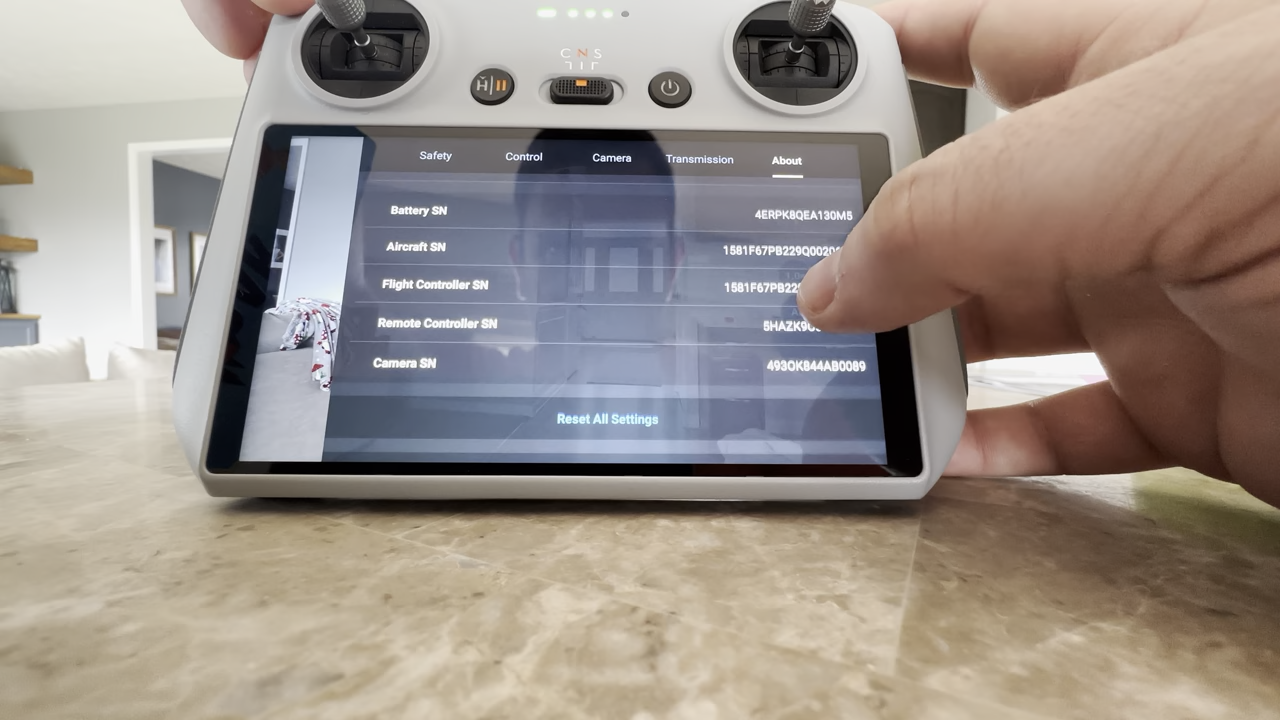 C N S
H
Safety Control Camera Transmission About
Battery SN 4ERPK8QEA130M5
Aircraft SN
Flight Controller SN
Remote Controller SN
Camera SN 493OK844AB0089
Reset All Settings